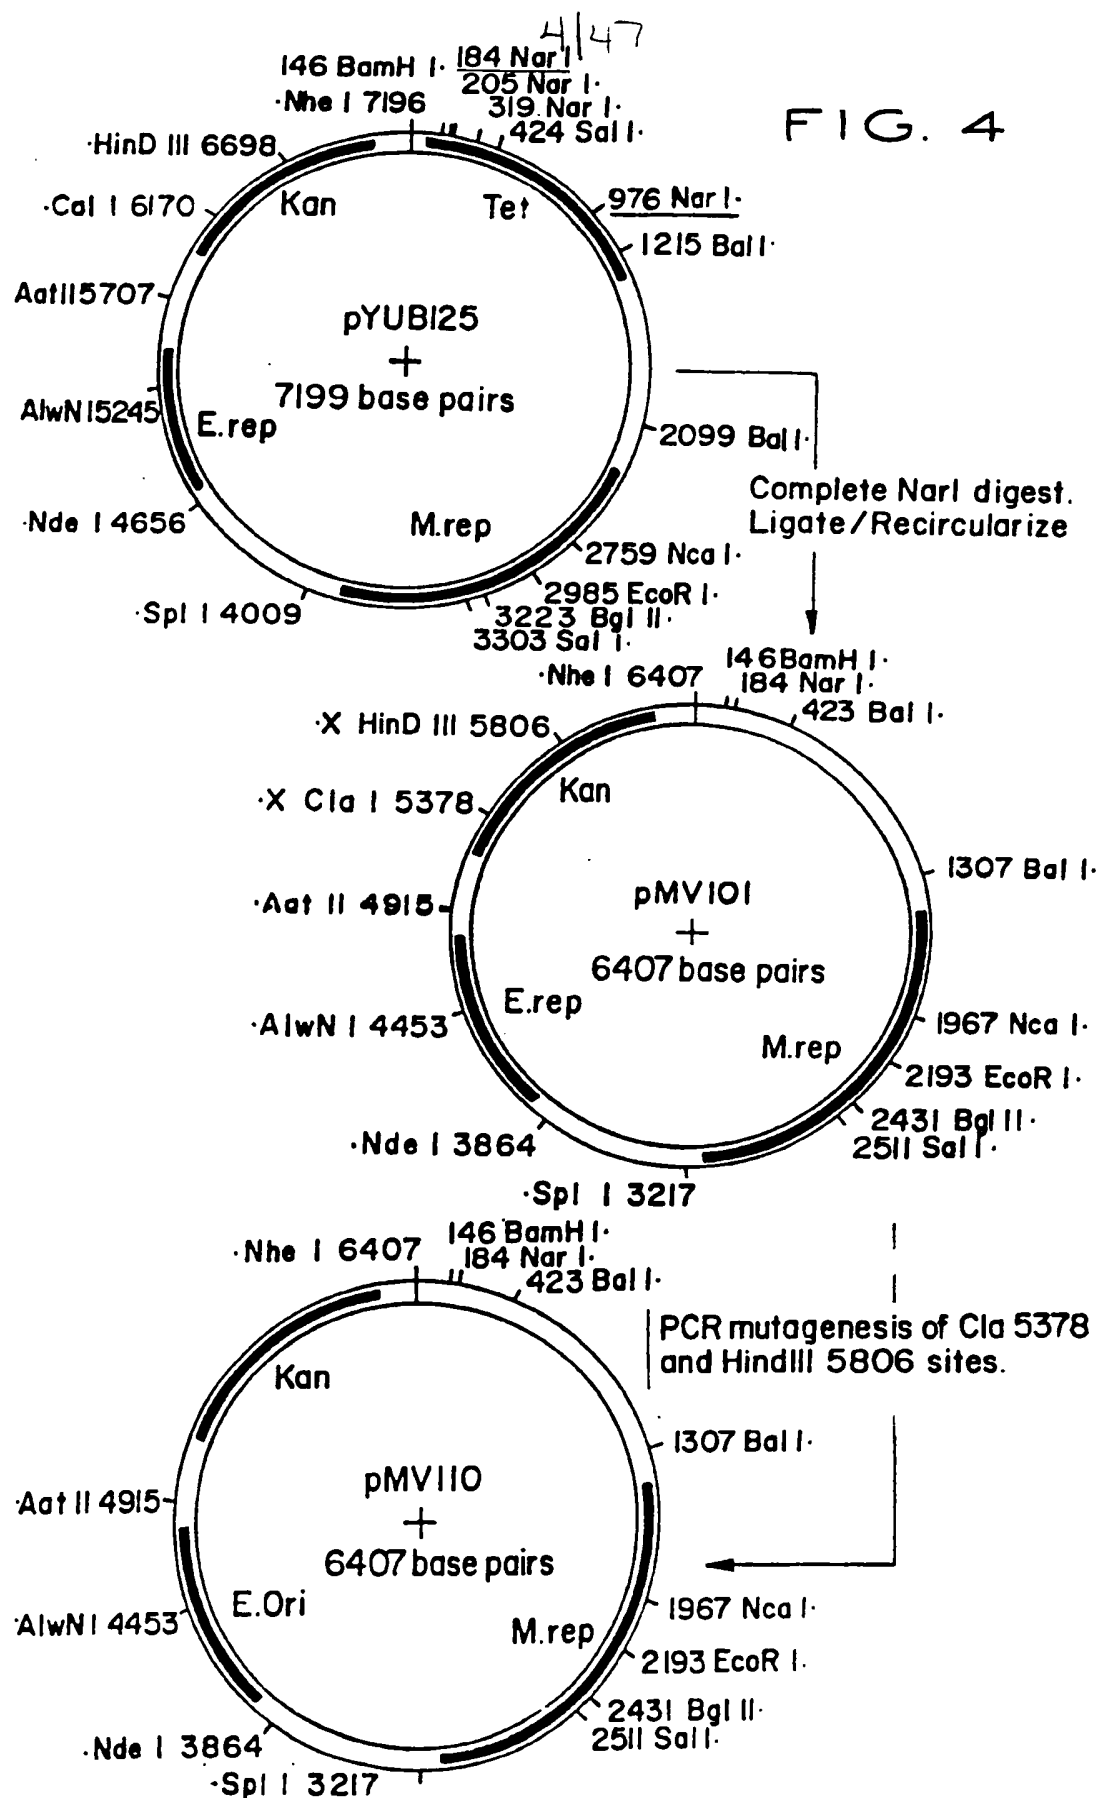 4/47
FIG. 4
146 BamH I·
184 Nar I
205 Nar I·
319 Nar I·
424 Sal I·
·Nhe I 7196
·HinD III 6698
·Cal I 6170
Aat II 5707
AlwN I 5245
·Nde I 4656
·Spl I 4009
976 Nar I·
1215 Bal I·
2099 Bal I·
2759 Nca I·
2985 EcoR I·
3223 Bgl II·
3303 Sal I·
Kan
Tet
pYUB125
+
7199 base pairs
E.rep
M.rep
Complete NarI digest.
Ligate/Recircularize
·Nhe I 6407
146 BamH I·
184 Nar I·
423 Bal I·
·X HinD III 5806
·X Cla I 5378
·Aat II 4915
·AlwN I 4453
·Nde I 3864
·Spl I 3217
1307 Bal I·
1967 Nca I·
2193 EcoR I·
2431 Bgl II·
2511 Sal I·
Kan
pMV101
+
6407 base pairs
E.rep
M.rep
PCR mutagenesis of Cla 5378
and HindIII 5806 sites.
·Nhe I 6407
146 BamH I·
184 Nar I·
423 Bal I·
·Aat II 4915
·AlwN I 4453
·Nde I 3864
·Spl I 3217
1307 Bal I·
1967 Nca I·
2193 EcoR I·
2431 Bgl II·
2511 Sal I·
Kan
pMV110
+
6407 base pairs
E.Ori
M.rep